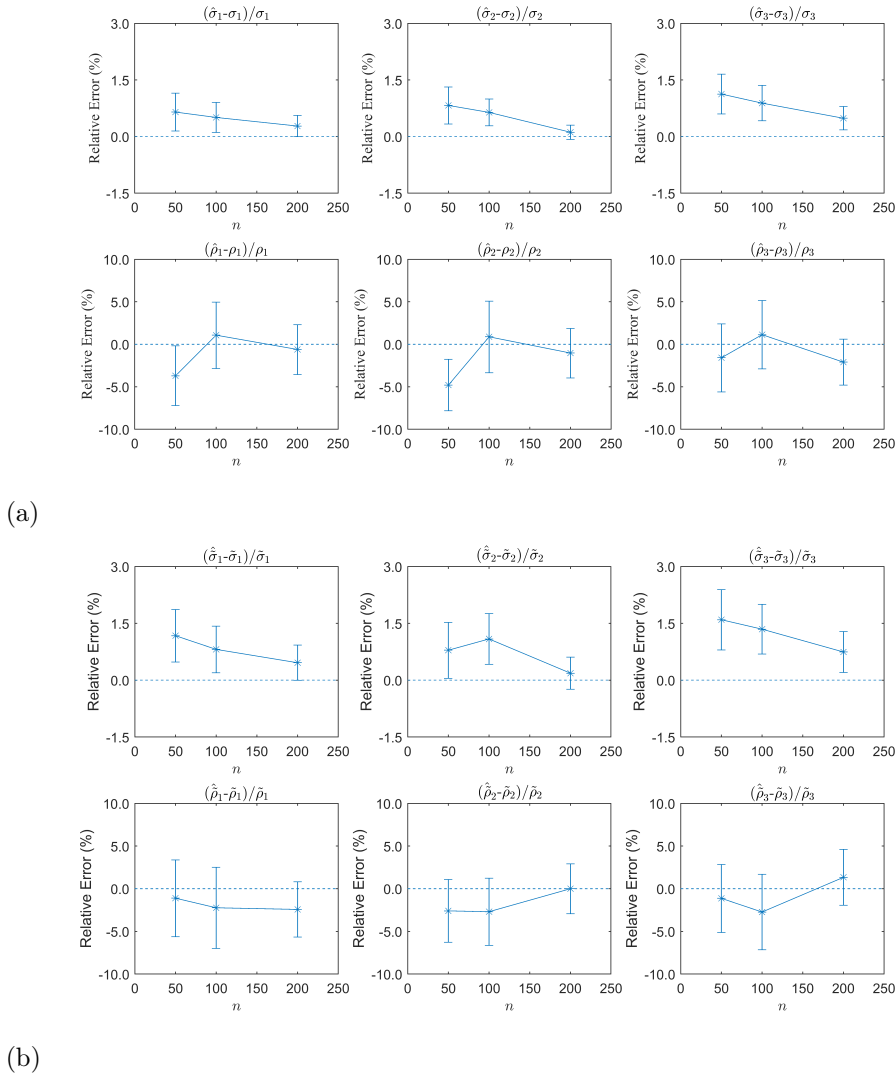 (σ̂₁-σ₁)/σ₁ (σ̂₂-σ₂)/σ₂ (σ̂₃-σ₃)/σ₃
3.0 3.0 3.0
1.5 1.5 1.5
0.0 0.0 0.0
-1.5 -1.5 -1.5
Relative Error (%) Relative Error (%) Relative Error (%)
0 50 100 150 200 250 0 50 100 150 200 250 0 50 100 150 200 250
n n n
(ρ̂₁-ρ₁)/ρ₁ (ρ̂₂-ρ₂)/ρ₂ (ρ̂₃-ρ₃)/ρ₃
10.0 10.0 10.0
5.0 5.0 5.0
0.0 0.0 0.0
-5.0 -5.0 -5.0
-10.0 -10.0 -10.0
Relative Error (%) Relative Error (%) Relative Error (%)
0 50 100 150 200 250 0 50 100 150 200 250 0 50 100 150 200 250
n n n
(a)
(σ̃̂₁-σ̃₁)/σ̃₁ (σ̃̂₂-σ̃₂)/σ̃₂ (σ̃̂₃-σ̃₃)/σ̃₃
3.0 3.0 3.0
1.5 1.5 1.5
0.0 0.0 0.0
-1.5 -1.5 -1.5
Relative Error (%) Relative Error (%) Relative Error (%)
0 50 100 150 200 250 0 50 100 150 200 250 0 50 100 150 200 250
n n n
(ρ̃̂₁-ρ̃₁)/ρ̃₁ (ρ̃̂₂-ρ̃₂)/ρ̃₂ (ρ̃̂₃-ρ̃₃)/ρ̃₃
10.0 10.0 10.0
5.0 5.0 5.0
0.0 0.0 0.0
-5.0 -5.0 -5.0
-10.0 -10.0 -10.0
Relative Error (%) Relative Error (%) Relative Error (%)
0 50 100 150 200 250 0 50 100 150 200 250 0 50 100 150 200 250
n n n
(b)